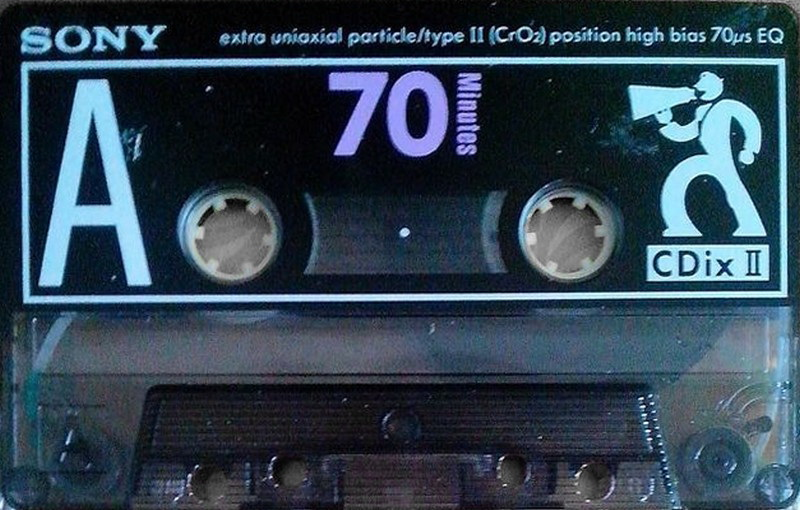 SONY
extra uniaxial particle/type II (CrO₂) position high bias 70µs EQ
A
70
Minutes
CDix II